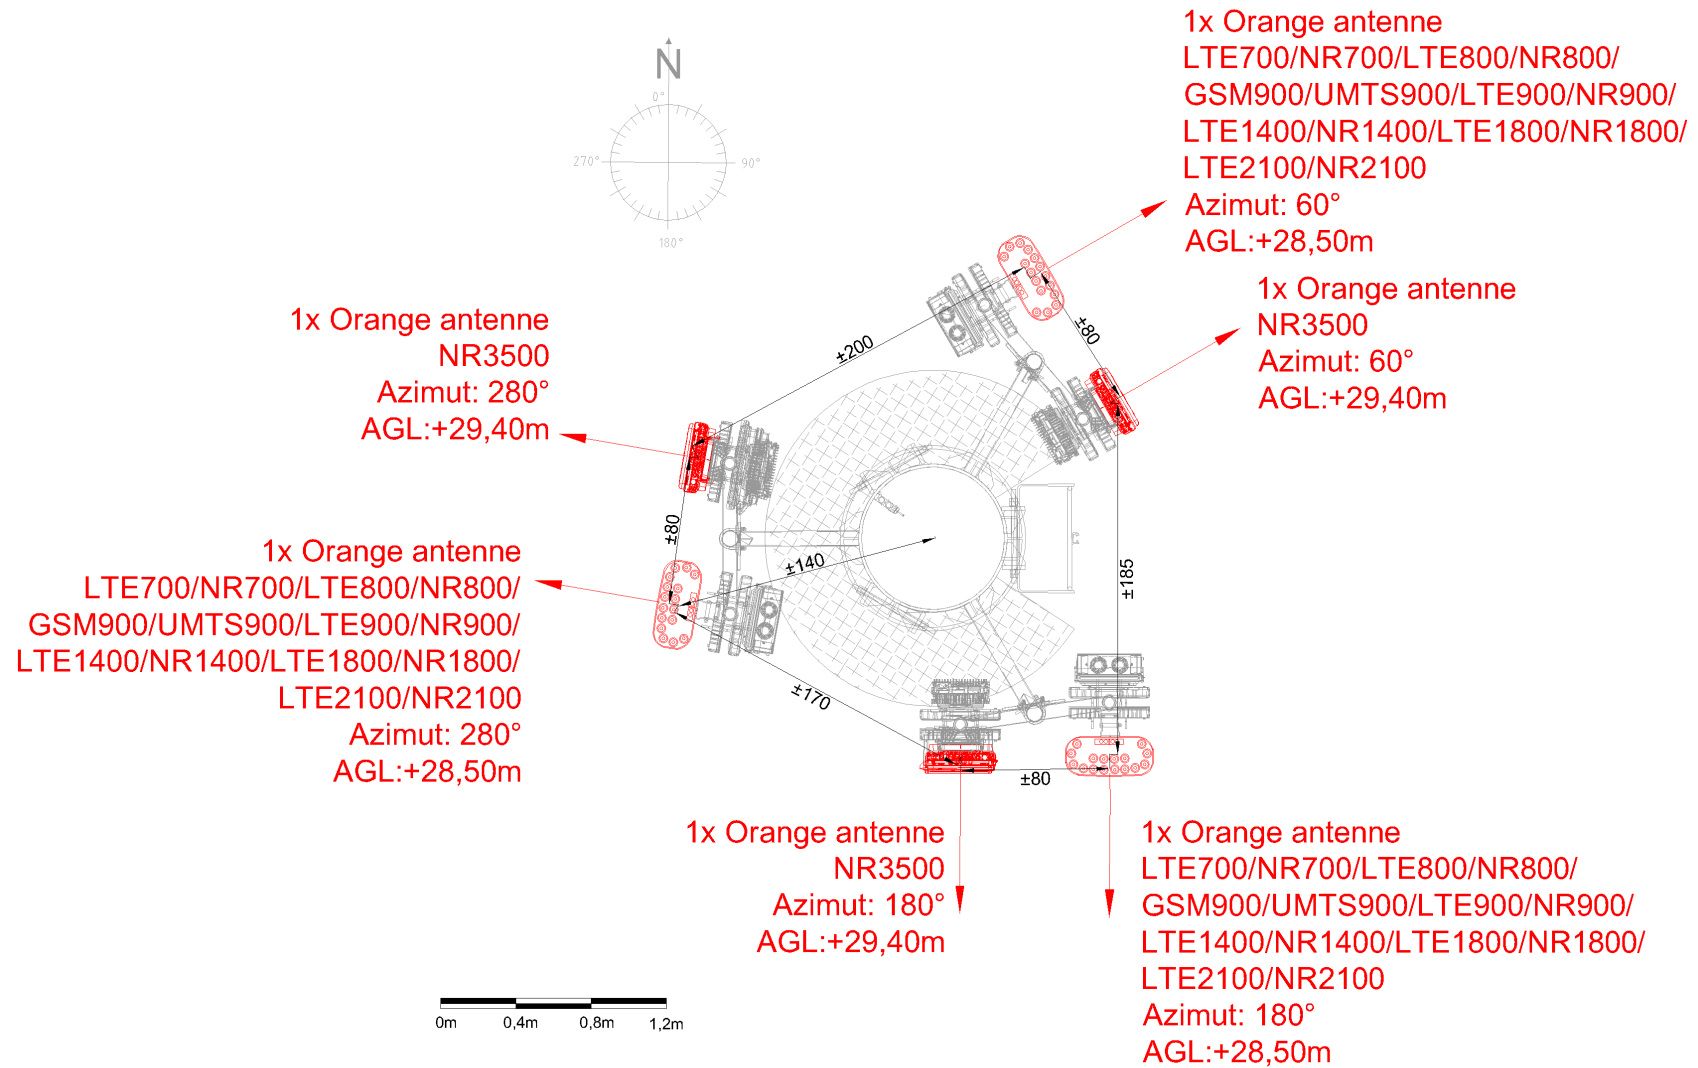 1x Orange antenne
LTE700/NR700/LTE800/NR800/
GSM900/UMTS900/LTE900/NR900/
LTE1400/NR1400/LTE1800/NR1800/
LTE2100/NR2100
Azimut: 60°
AGL:+28,50m
N
0°
270°
90°
180°
1x Orange antenne
NR3500
Azimut: 60°
AGL:+29,40m
1x Orange antenne
NR3500
Azimut: 280°
AGL:+29,40m
±80
±200
±80
±140
±185
±170
±80
1x Orange antenne
LTE700/NR700/LTE800/NR800/
GSM900/UMTS900/LTE900/NR900/
LTE1400/NR1400/LTE1800/NR1800/
LTE2100/NR2100
Azimut: 280°
AGL:+28,50m
1x Orange antenne
NR3500
Azimut: 180°
AGL:+29,40m
1x Orange antenne
LTE700/NR700/LTE800/NR800/
GSM900/UMTS900/LTE900/NR900/
LTE1400/NR1400/LTE1800/NR1800/
LTE2100/NR2100
Azimut: 180°
AGL:+28,50m
0m 0,4m 0,8m 1,2m